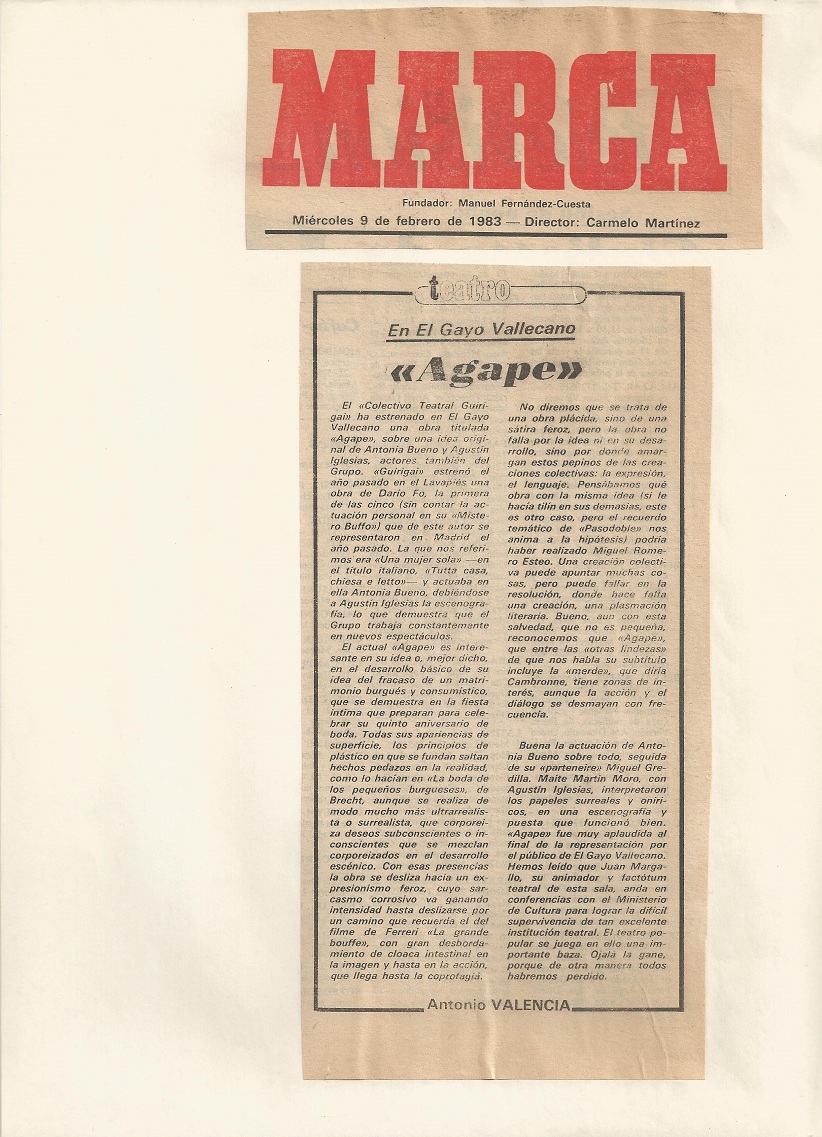 MARCA
Fundador: Manuel Fernández-Cuesta
Miércoles 9 de febrero de 1983 — Director: Carmelo Martínez
teatro
En El Gayo Vallecano
«Agape»
El «Colectivo Teatral Guiri-
gai» ha estrenado en El Gayo
Vallecano una obra titulada
«Agape», sobre una idea origi-
nal de Antonia Bueno y Agustín
Iglesias, actores también del
Grupo. «Guirigai» estrenó el
año pasado en el Lavapiés una
obra de Darío Fo, la primera
de las cinco (sin contar la ac-
tuación personal en su «Miste-
ro Buffo») que de este autor se
representaron en Madrid el
año pasado. La que nos referi-
mos era «Una mujer sola» —en
el título italiano, «Tutta casa,
chiesa e letto»— y actuaba en
ella Antonia Bueno, debiéndose
a Agustín Iglesias la escenogra-
fía, lo que demuestra que el
Grupo trabaja constantemente
en nuevos espectáculos.
El actual «Agape» es intere-
sante en su idea o, mejor dicho,
en el desarrollo básico de su
idea del fracaso de un matri-
monio burgués y consumístico,
que se demuestra en la fiesta
íntima que preparan para cele-
brar su quinto aniversario de
boda. Todas sus apariencias de
superficie, los principios de
plástico en que se fundan saltan
hechos pedazos en la realidad,
como lo hacían en «La boda de
los pequeños burgueses», de
Brecht, aunque se realiza de
modo mucho más ultrarrealis-
ta o surrealista, que corporei-
za deseos subconscientes o in-
conscientes que se mezclan
corporeizados en el desarrollo
escénico. Con esas presencias
la obra se desliza hacia un ex-
presionismo feroz, cuyo sar-
casmo corrosivo va ganando
intensidad hasta deslizarse por
un camino que recuerda el del
filme de Ferreri «La grande
bouffe», con gran desborda-
miento de cloaca intestinal en
la imagen y hasta en la acción,
que llega hasta la coprofagia.
No diremos que se trata de
una obra plácida, sino de una
sátira feroz, pero la obra no
falla por la idea ni en su desa-
rrollo, sino por donde amar-
gan estos pepinos de las crea-
ciones colectivas: la expresión,
el lenguaje. Pensábamos qué
obra con la misma idea (si le
hacía tilín en sus demasías, este
es otro caso, pero el recuerdo
temático de «Pasodoble» nos
anima a la hipótesis) podría
haber realizado Miguel Rome-
ro Esteo. Una creación colecti-
va puede apuntar muchas co-
sas, pero puede fallar en la
resolución, donde hace falta
una creación, una plasmación
literaria. Bueno, aun con esta
salvedad, que no es pequeña,
reconocemos que «Agape»,
que entre las «otras lindezas»
de que nos habla su subtítulo
incluye la «merde», que diría
Cambronne, tiene zonas de in-
terés, aunque la acción y el
diálogo se desmayan con fre-
cuencia.
Buena la actuación de Anto-
nia Bueno sobre todo, seguida
de su «parteneire» Miguel Gre-
dilla. Maite Martín Moro, con
Agustín Iglesias, interpretaron
los papeles surreales y oníri-
cos, en una escenografía y
puesta que funcionó bien.
«Agape» fue muy aplaudida al
final de la representación por
el público de El Gayo Vallecano.
Hemos leído que Juan Marga-
llo, su animador y factótum
teatral de esta sala, anda en
conferencias con el Ministerio
de Cultura para lograr la difícil
supervivencia de tan excelente
institución teatral. El teatro po-
pular se juega en ello una im-
portante baza. Ojalá la gane,
porque de otra manera todos
habremos perdido.
Antonio VALENCIA